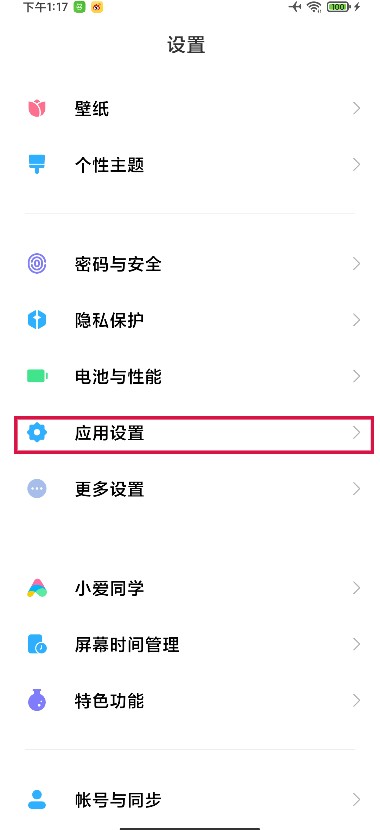 下午1:17
100
设置
壁纸
个性主题
密码与安全
隐私保护
电池与性能
应用设置
更多设置
小爱同学
屏幕时间管理
特色功能
帐号与同步